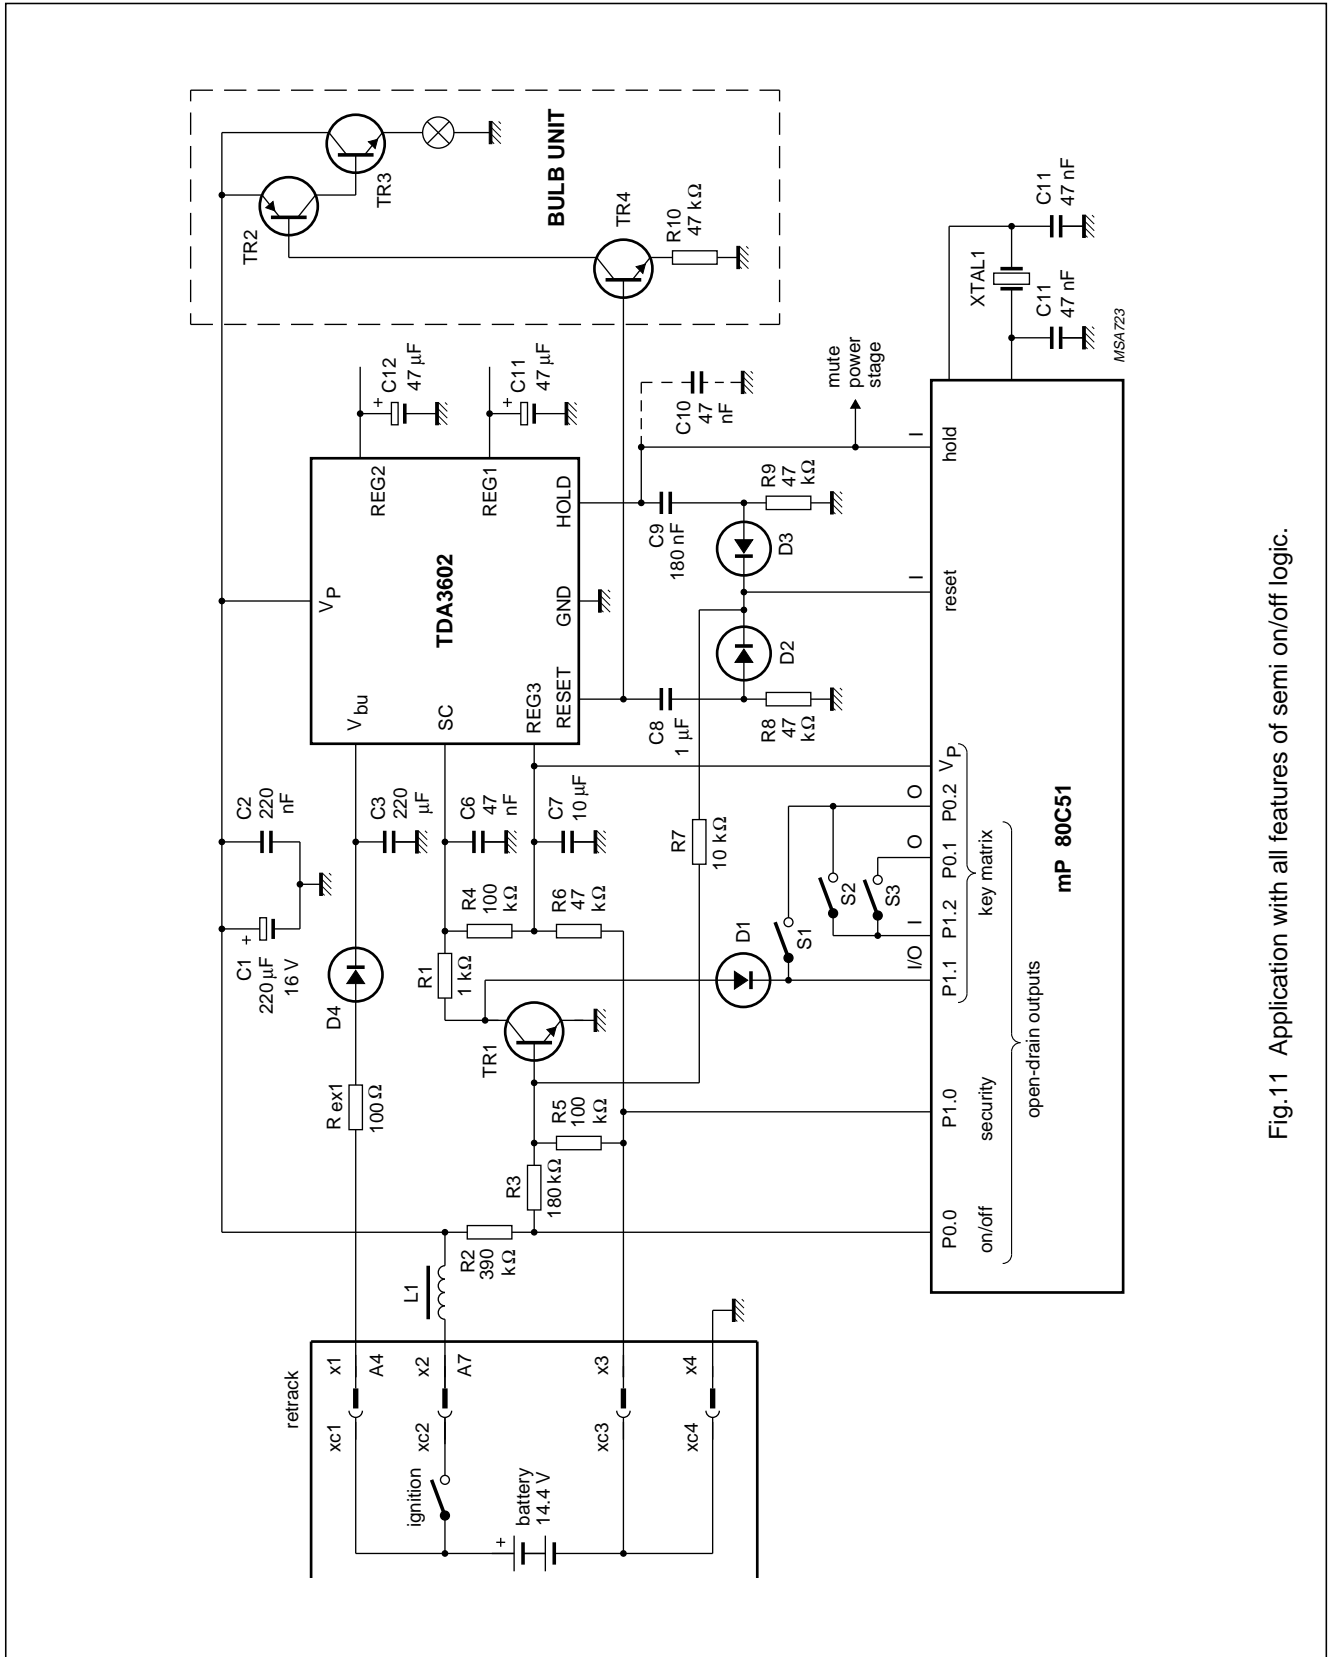 retrack
xc1
x1
A4
ignition
xc2
x2
A7
battery
14.4 V
+
xc3
x3
xc4
x4
L1
R2
390
kΩ
R3
180 kΩ
R5
100
kΩ
R ex1
100 Ω
D4
C1
220 µF
16 V
+
C2
220
nF
C3
220
µF
TR1
R1
1 kΩ
R4
100
kΩ
C6
47
nF
R6
47
kΩ
C7
10 µF
Vbu
VP
SC
TDA3602
REG3
RESET
GND
HOLD
REG2
REG1
+
C12
47 µF
+
C11
47 µF
TR2
TR3
BULB UNIT
TR4
R10
47 kΩ
C8
1 µF
C9
180 nF
C10
47
nF
R8
47
kΩ
D2
D3
R9
47
kΩ
R7
10 kΩ
mute
power
stage
D1
S1
S2
S3
I/O
I
O
O
I
I
P0.0
on/off
P1.0
security
P1.1
P1.2
P0.1
P0.2
VP
key matrix
open-drain outputs
reset
hold
mP 80C51
XTAL1
C11
47 nF
C11
47 nF
MSA723
Fig.11 Application with all features of semi on/off logic.